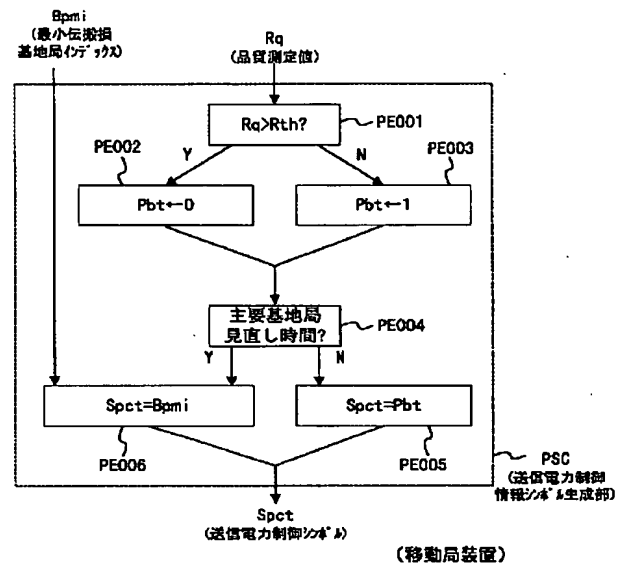 Bpmi
(最小伝搬損
基地局インデックス)
Rq
(品質測定値)
Rq>Rth?
PE001
PE002
Y
N
PE003
Pbt←0
Pbt←1
主要基地局
見直し時間?
PE004
Y
N
Spct=Bpmi
Spct=Pbt
PE006
PE005
PSC
(送信電力制御
情報シンボル生成部)
Spct
(送信電力制御シンボル)
(移動局装置)